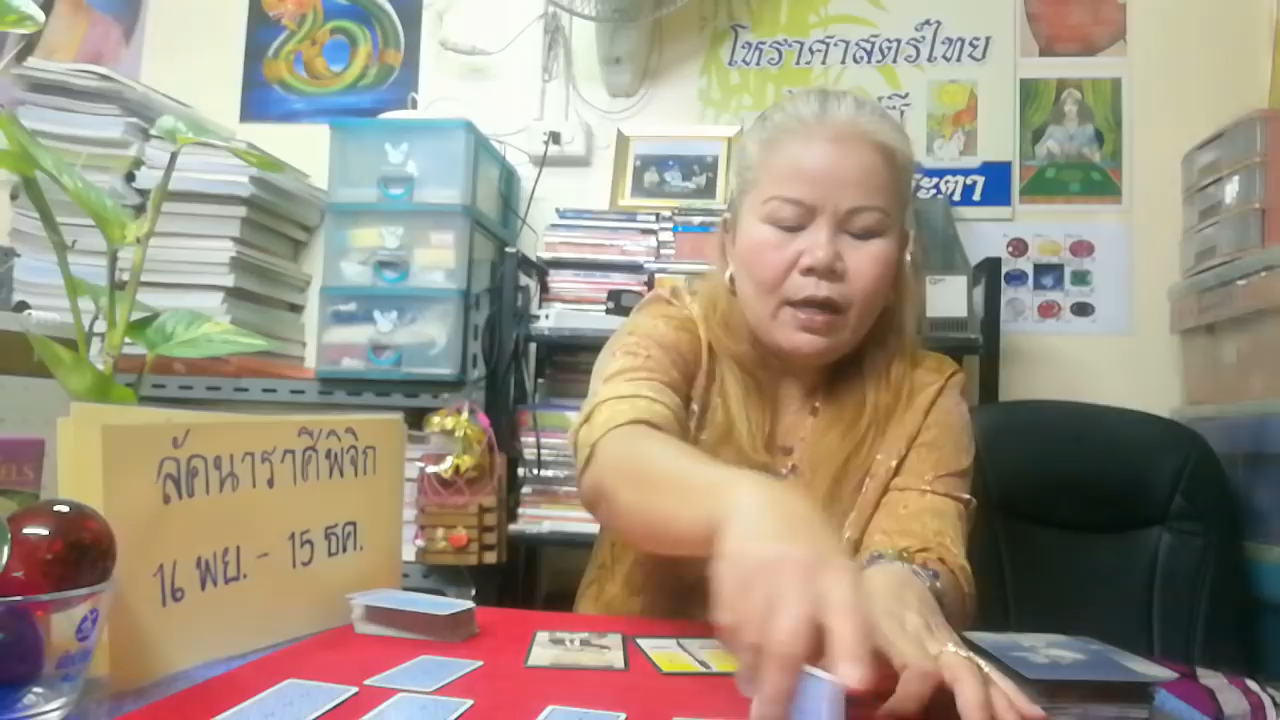 โหราศาสตร์ไทย
ะตา
ลัคนาราศีพิจิก
16 พย. - 15 ธค.